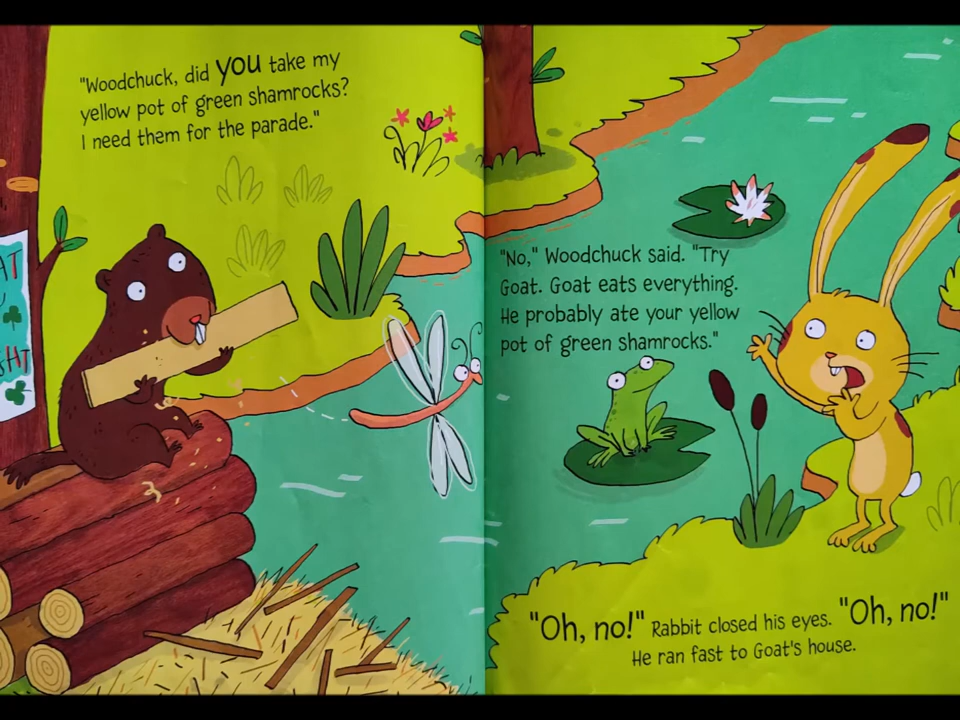 "Woodchuck, did you take my
yellow pot of green shamrocks?
I need them for the parade."
"No," Woodchuck said. "Try
Goat. Goat eats everything.
He probably ate your yellow
pot of green shamrocks."
"Oh, no!" Rabbit closed his eyes. "Oh, no!"
He ran fast to Goat's house.